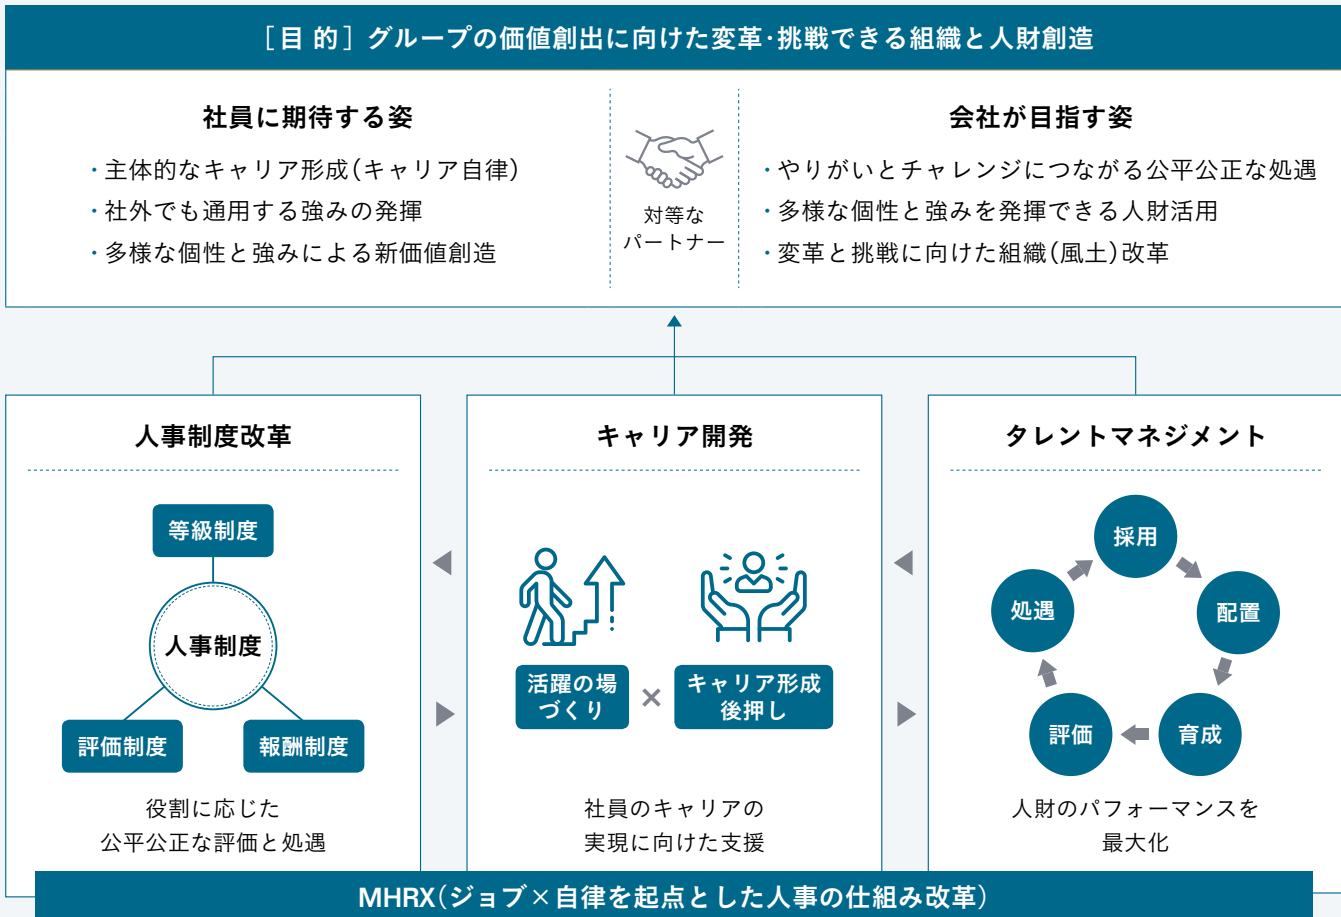 ［目 的］グループの価値創出に向けた変革・挑戦できる組織と人財創造
社員に期待する姿
・主体的なキャリア形成（キャリア自律）
・社外でも通用する強みの発揮
・多様な個性と強みによる新価値創造
対等な
パートナー
会社が目指す姿
・やりがいとチャレンジにつながる公平公正な処遇
・多様な個性と強みを発揮できる人財活用
・変革と挑戦に向けた組織（風土）改革
人事制度改革
等級制度
人事制度
評価制度
報酬制度
役割に応じた
公平公正な評価と処遇
キャリア開発
活躍の場
づくり
×
キャリア形成
後押し
社員のキャリアの
実現に向けた支援
タレントマネジメント
採用
配置
育成
評価
処遇
人財のパフォーマンスを
最大化
MHRX（ジョブ×自律を起点とした人事の仕組み改革）